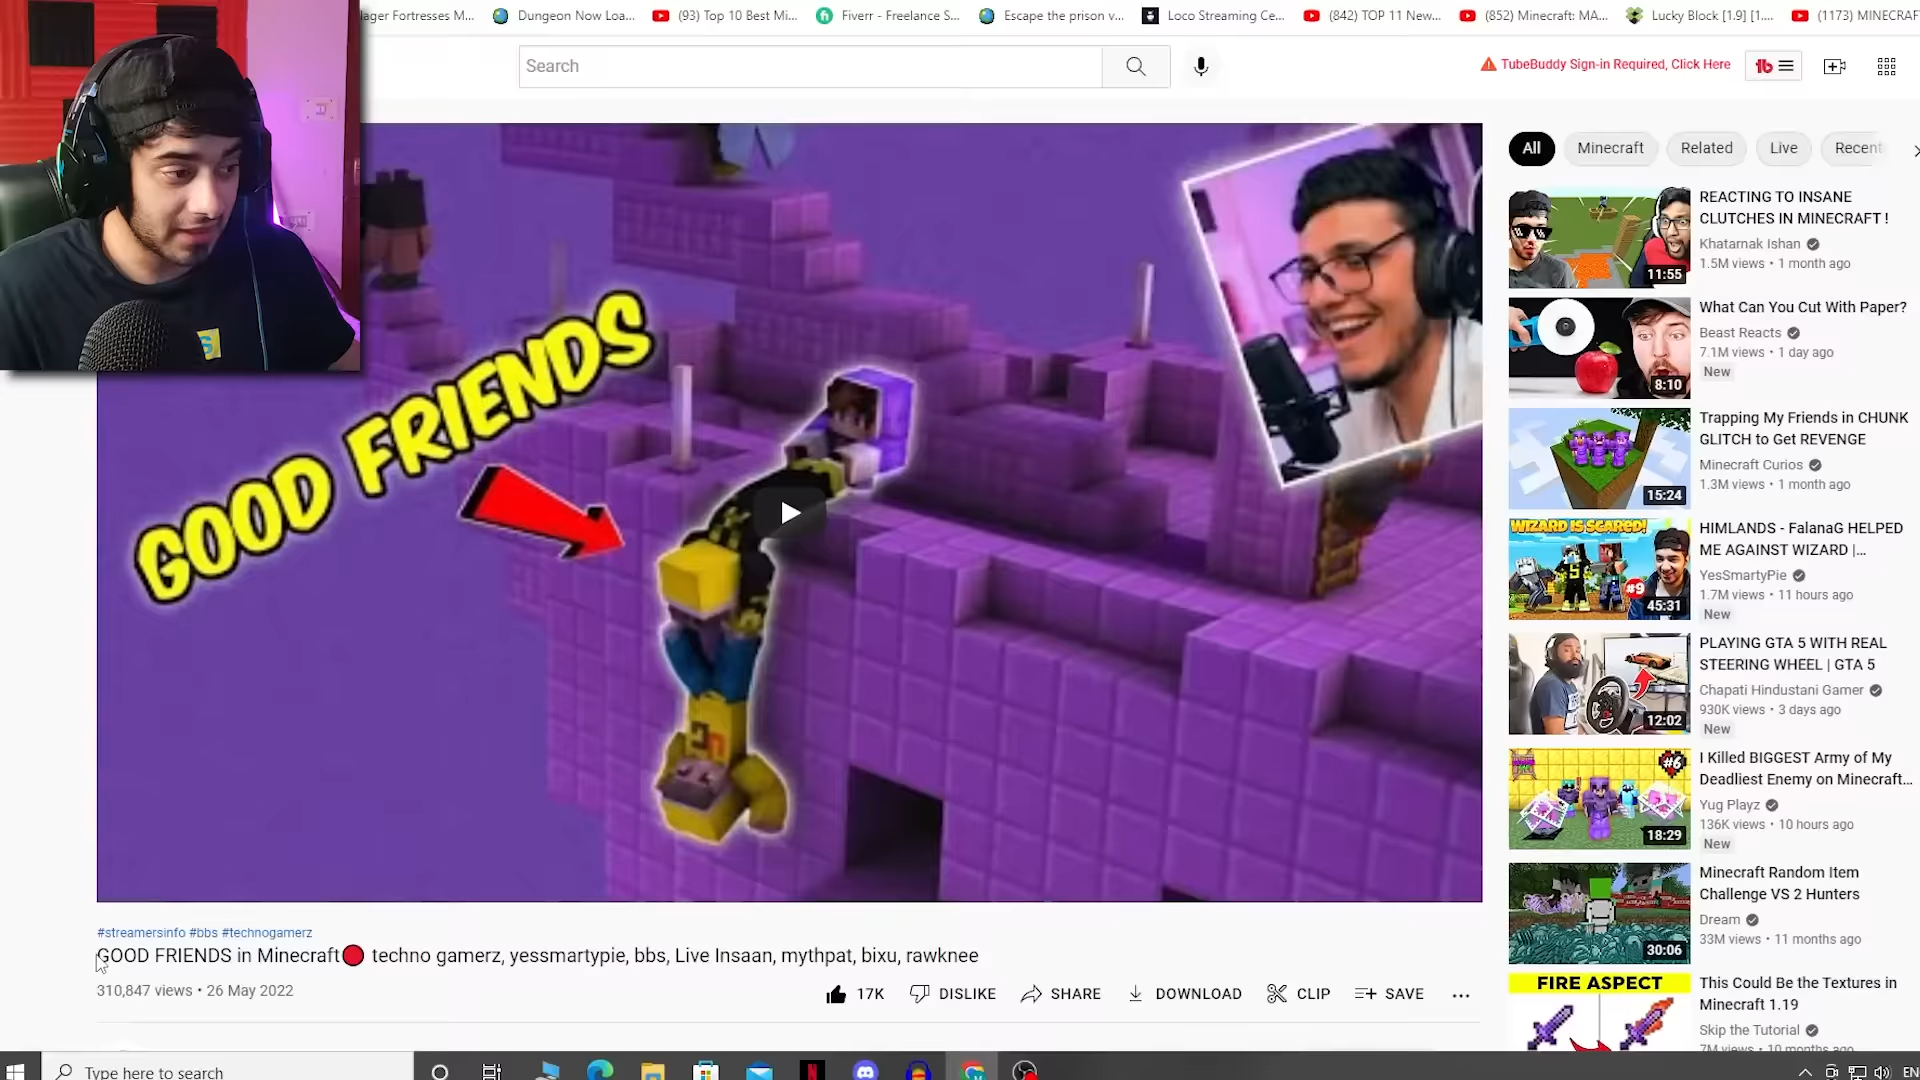 lager Fortresses M...
Dungeon Now Loa...
(93) Top 10 Best Mi...
Fiverr - Freelance S...
Escape the prison v...
Loco Streaming Ce...
(842) TOP 11 New...
(852) Minecraft: MA...
Lucky Block [1.9] [1....
(1173) MINECRAF
Search
TubeBuddy Sign-in Required, Click Here
GOOD FRIENDS
All
Minecraft
Related
Live
Recent
REACTING TO INSANE
CLUTCHES IN MINECRAFT !
Khatarnak Ishan
1.5M views • 1 month ago
11:55
What Can You Cut With Paper?
Beast Reacts
7.1M views • 1 day ago
New
8:10
Trapping My Friends in CHUNK
GLITCH to Get REVENGE
Minecraft Curios
1.3M views • 1 month ago
15:24
WIZARD IS SCARED!
#9
45:31
HIMLANDS - FalanaG HELPED
ME AGAINST WIZARD |...
YesSmartyPie
1.7M views • 11 hours ago
New
PLAYING GTA 5 WITH REAL
STEERING WHEEL | GTA 5
Chapati Hindustani Gamer
930K views • 3 days ago
New
12:02
#6
18:29
I Killed BIGGEST Army of My
Deadliest Enemy on Minecraft...
Yug Playz
136K views • 10 hours ago
New
Minecraft Random Item
Challenge VS 2 Hunters
Dream
33M views • 11 months ago
30:06
FIRE ASPECT
This Could Be the Textures in
Minecraft 1.19
Skip the Tutorial
7M views • 10 months ago
#streamersinfo #bbs #technogamerz
GOOD FRIENDS in Minecraft🔴 techno gamerz, yessmartypie, bbs, Live Insaan, mythpat, bixu, rawknee
310,847 views • 26 May 2022
17K
DISLIKE
SHARE
DOWNLOAD
CLIP
SAVE
Type here to search
EN